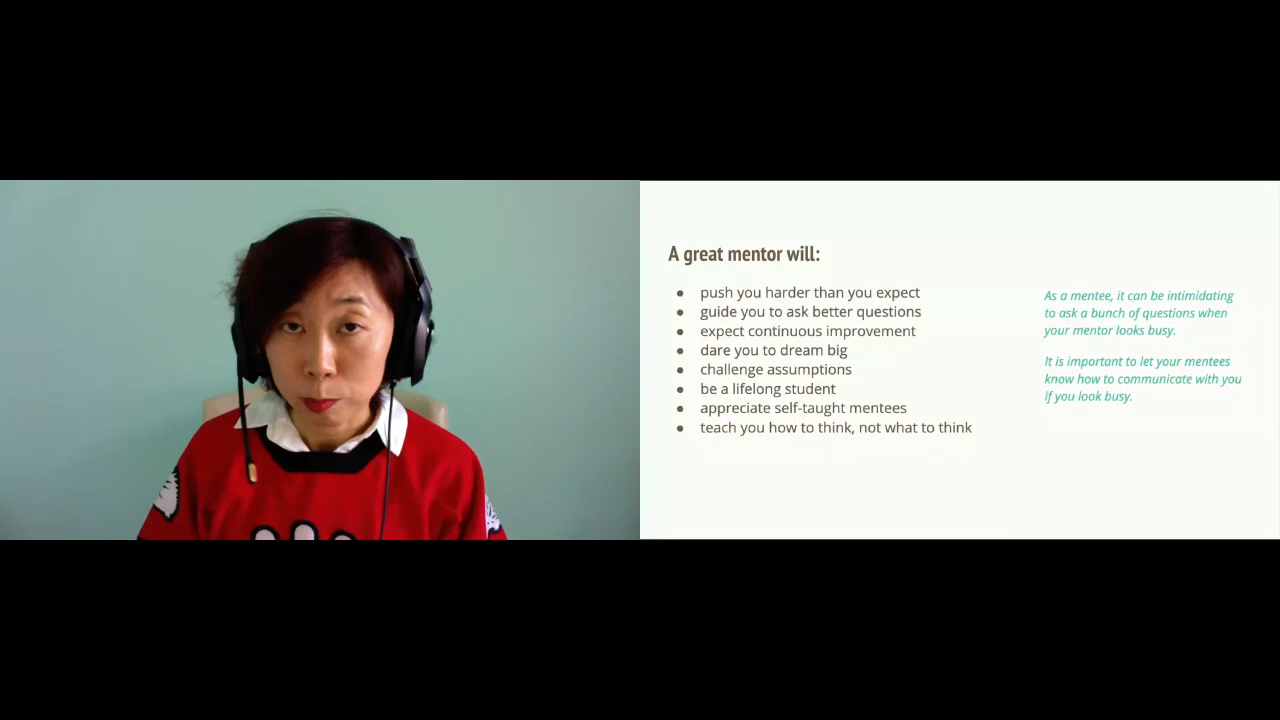 A great mentor will:
● push you harder than you expect
● guide you to ask better questions
● expect continuous improvement
● dare you to dream big
● challenge assumptions
● be a lifelong student
● appreciate self-taught mentees
● teach you how to think, not what to think
As a mentee, it can be intimidating
to ask a bunch of questions when
your mentor looks busy.
It is important to let your mentees
know how to communicate with you
if you look busy.